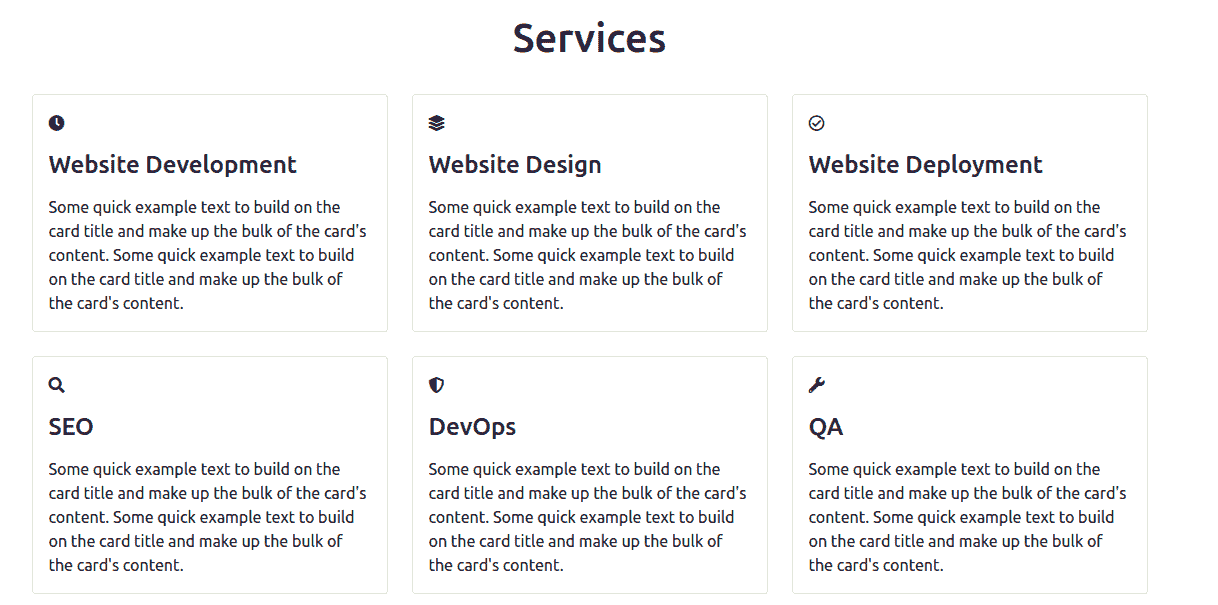 Services
Website Development
Some quick example text to build on the
card title and make up the bulk of the card's
content. Some quick example text to build
on the card title and make up the bulk of
the card's content.
Website Design
Some quick example text to build on the
card title and make up the bulk of the card's
content. Some quick example text to build
on the card title and make up the bulk of
the card's content.
Website Deployment
Some quick example text to build on the
card title and make up the bulk of the card's
content. Some quick example text to build
on the card title and make up the bulk of
the card's content.
SEO
Some quick example text to build on the
card title and make up the bulk of the card's
content. Some quick example text to build
on the card title and make up the bulk of
the card's content.
DevOps
Some quick example text to build on the
card title and make up the bulk of the card's
content. Some quick example text to build
on the card title and make up the bulk of
the card's content.
QA
Some quick example text to build on the
card title and make up the bulk of the card's
content. Some quick example text to build
on the card title and make up the bulk of
the card's content.